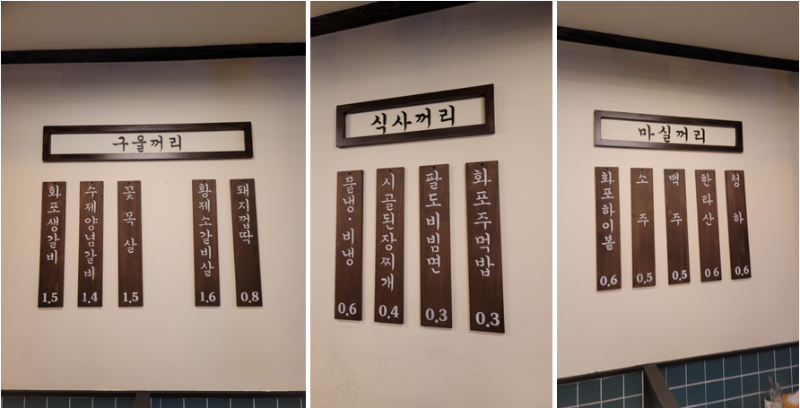 구울꺼리
화포생갈비 1.5
수제양념갈비 1.4
꽃목살 1.5
황제소갈비살 1.6
돼지껍딱 0.8
식사꺼리
물냉·비냉 0.6
시골된장찌개 0.4
팔도비빔면 0.3
화포주먹밥 0.3
마실꺼리
화포하이볼 0.6
소주 0.5
맥주 0.5
한라산 0 6
청하 0.6